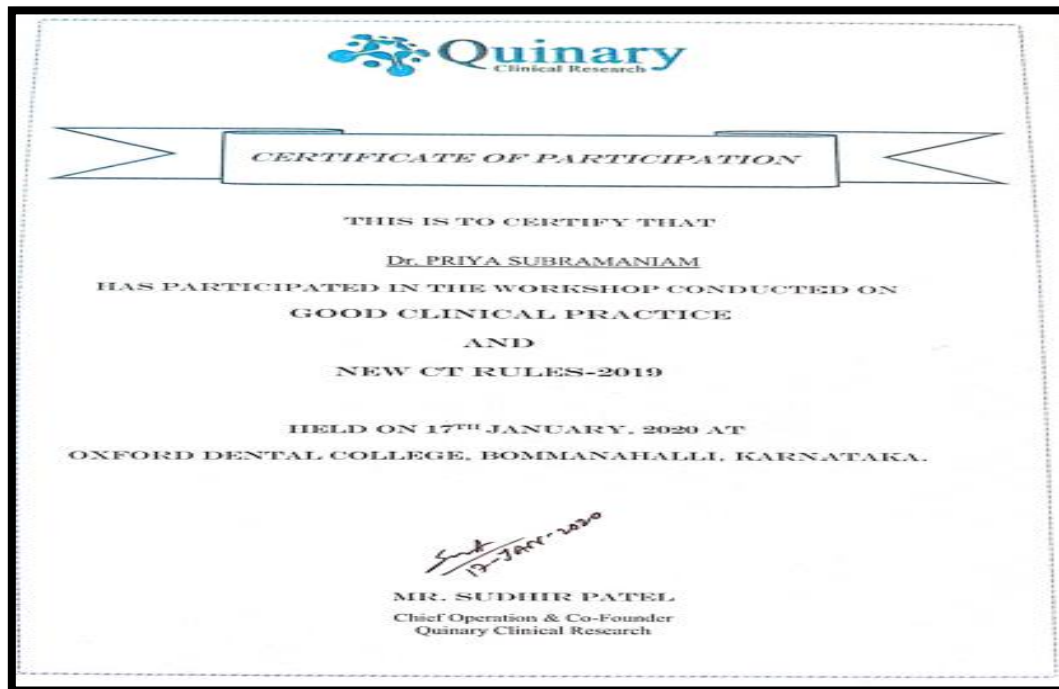 Quinary
Clinical Research
CERTIFICATE OF PARTICIPATION
THIS IS TO CERTIFY THAT
Dr. PRIYA SUBRAMANIAM
HAS PARTICIPATED IN THE WORKSHOP CONDUCTED ON
GOOD CLINICAL PRACTICE
AND
NEW CT RULES-2019
HELD ON 17TH JANUARY, 2020 AT
OXFORD DENTAL COLLEGE, BOMMANAHALLI, KARNATAKA.
17-JAN-2020
MR. SUDHIR PATEL
Chief Operation & Co-Founder
Quinary Clinical Research